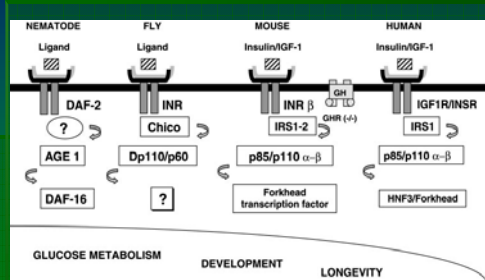 NEMATODE FLY MOUSE HUMAN
Ligand Ligand Insulin/IGF-1 Insulin/IGF-1
GH
DAF-2 INR INR β GHR (-/-) IGF1R/INSR
? Chico IRS1-2 IRS1
AGE 1 Dp110/p60 p85/p110 α-β p85/p110 α-β
DAF-16 ? Forkhead transcription factor HNF3/Forkhead
GLUCOSE METABOLISM DEVELOPMENT LONGEVITY